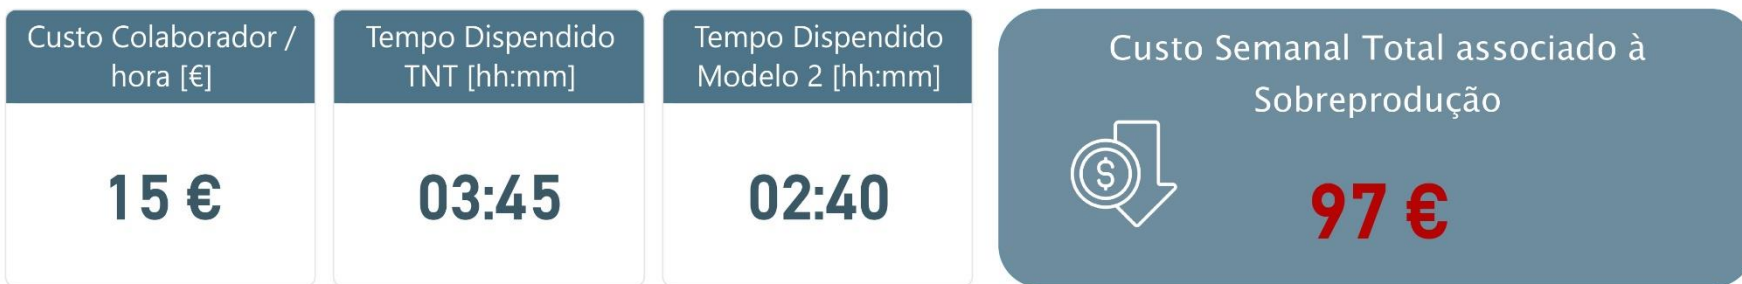 Custo Colaborador /
hora [€]
15 €
Tempo Dispendido
TNT [hh:mm]
03:45
Tempo Dispendido
Modelo 2 [hh:mm]
02:40
Custo Semanal Total associado à
Sobreprodução
$
97 €